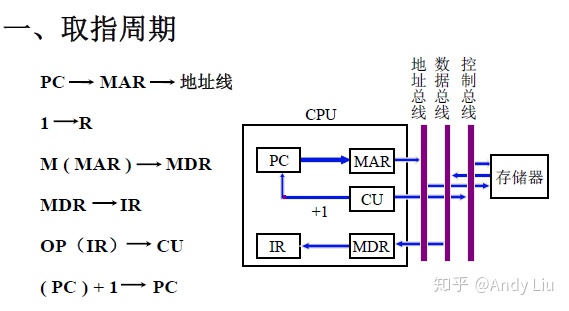 一、取指周期
PC → MAR → 地址线
1 → R
M ( MAR ) → MDR
MDR → IR
OP（IR）→ CU
( PC ) + 1 → PC
地址总线
数据总线
控制总线
CPU
PC
MAR
CU
+1
IR
MDR
存储器
知乎 @Andy Liu